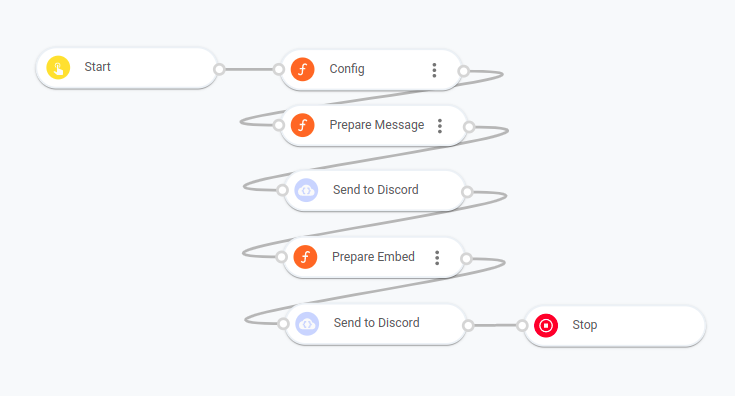 Start
Config
Prepare Message
Send to Discord
Prepare Embed
Send to Discord
Stop